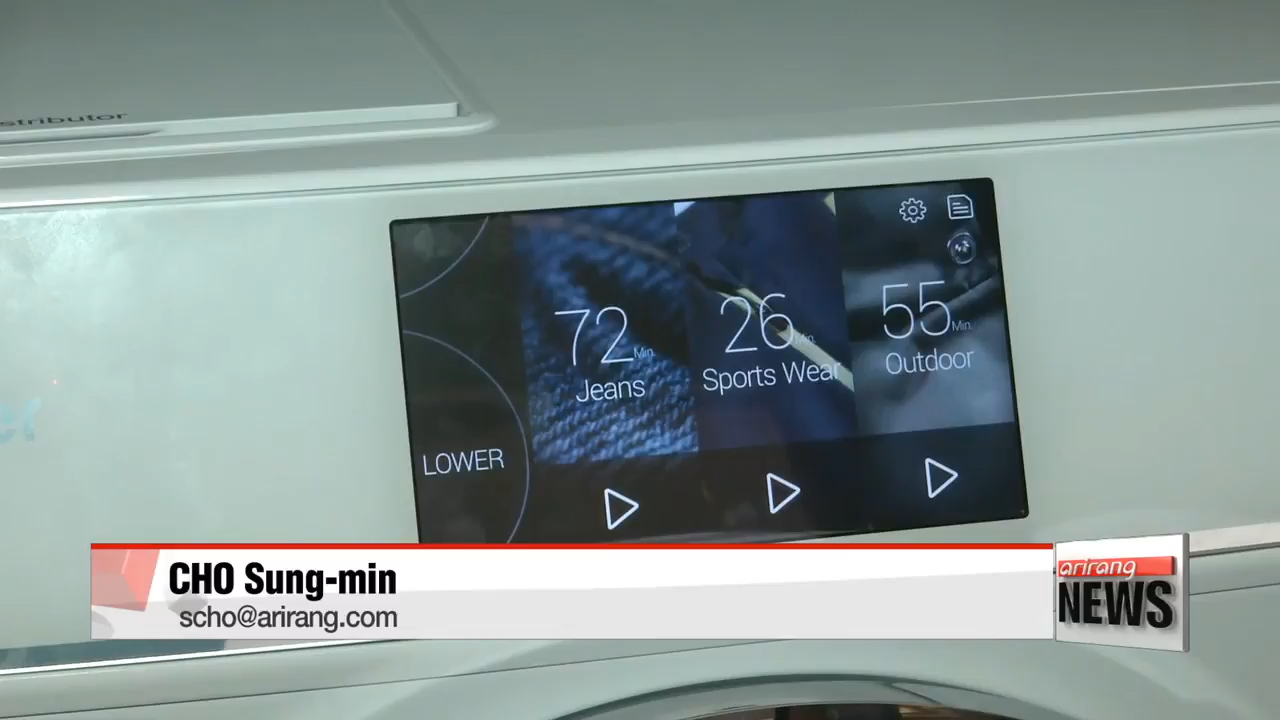 stributor
72 Min.
Jeans
26 Min.
Sports Wear
55 Min.
Outdoor
LOWER
CHO Sung-min
scho@arirang.com
arirang
NEWS